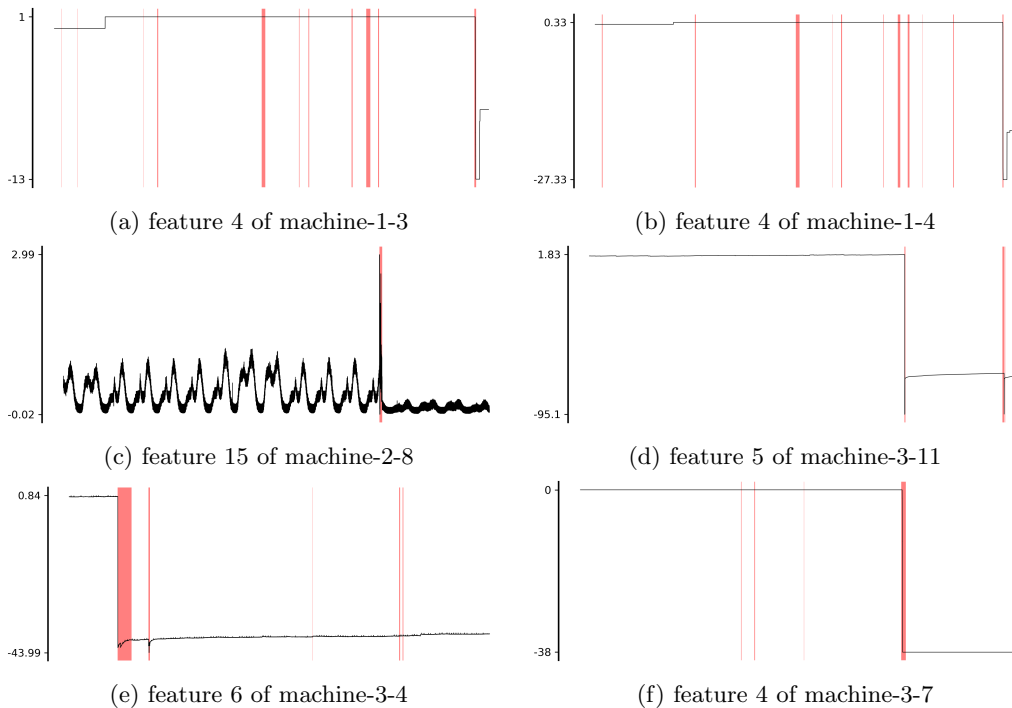 1
-13
(a) feature 4 of machine-1-3
0.33
-27.33
(b) feature 4 of machine-1-4
2.99
-0.02
(c) feature 15 of machine-2-8
1.83
-95.1
(d) feature 5 of machine-3-11
0.84
-43.99
(e) feature 6 of machine-3-4
0
-38
(f) feature 4 of machine-3-7